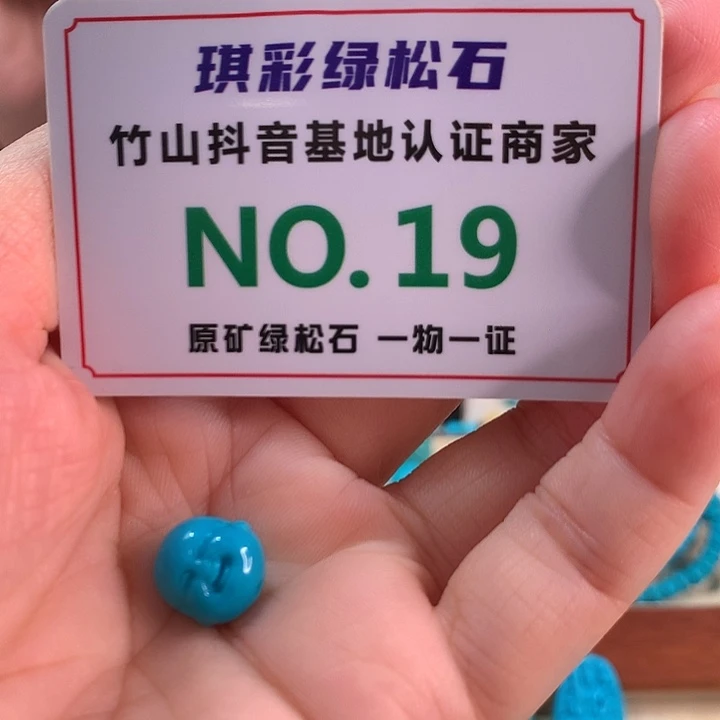 琪彩绿松石
竹山抖音基地认证商家
NO.19
原矿绿松石 一物一证